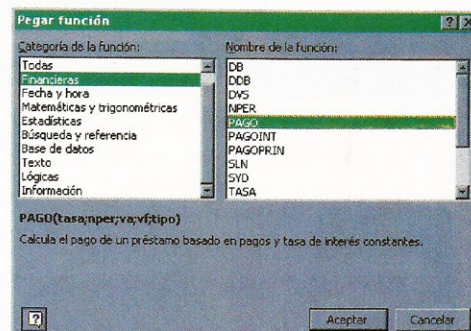 Pegar función
Categoría de la función:
Todas
Financieras
Fecha y hora
Matemáticas y trigonométricas
Estadísticas
Búsqueda y referencia
Base de datos
Texto
Lógicas
Información
Nombre de la función:
DB
DDB
DVS
NPER
PAGO
PAGOINT
PAGOPRIN
SLN
SYD
TASA
PAGO(tasa;nper;va;vf;tipo)
Calcula el pago de un préstamo basado en pagos y tasa de interés constantes.
Aceptar
Cancelar